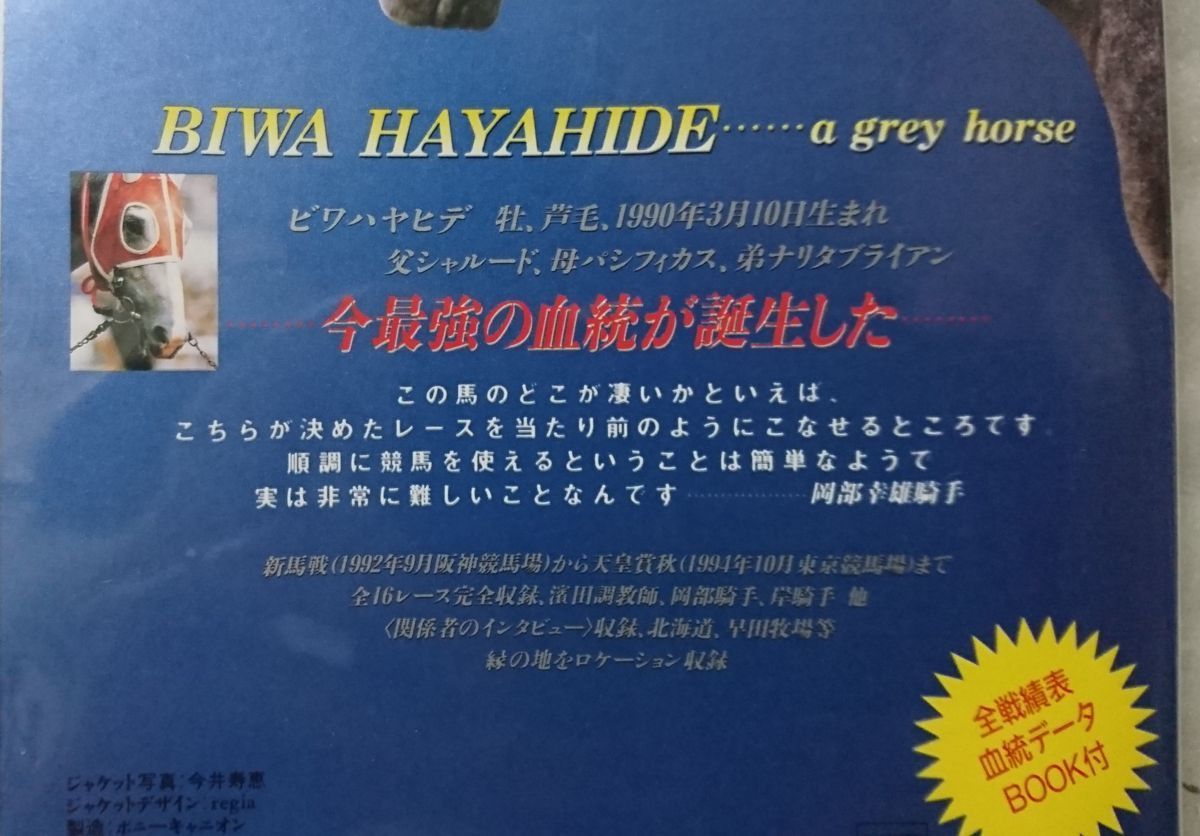 BIWA HAYAHIDE……a grey horse
ビワハヤヒデ 牡、芦毛、1990年3月10日生まれ
父シャルード、母パシフィカス、弟ナリタブライアン
今最強の血統が誕生した
この馬のどこが凄いかといえば、
こちらが決めたレースを当たり前のようにこなせるところです
順調に競馬を使えるということは簡単なようで
実は非常に難しいことなんです…………岡部幸雄騎手
新馬戦(1992年9月阪神競馬場)から天皇賞秋(1994年10月東京競馬場)まで
全16レース完全収録、濱田調教師、岡部騎手、岸騎手 他
〈関係者のインタビュー〉収録、北海道、早田牧場等
縁の地をロケーション収録
全戦績表
血統データ
BOOK付
ジャケット写真:今井寿恵
ジャケットデザイン:regia
製造:ポニーキャニオン